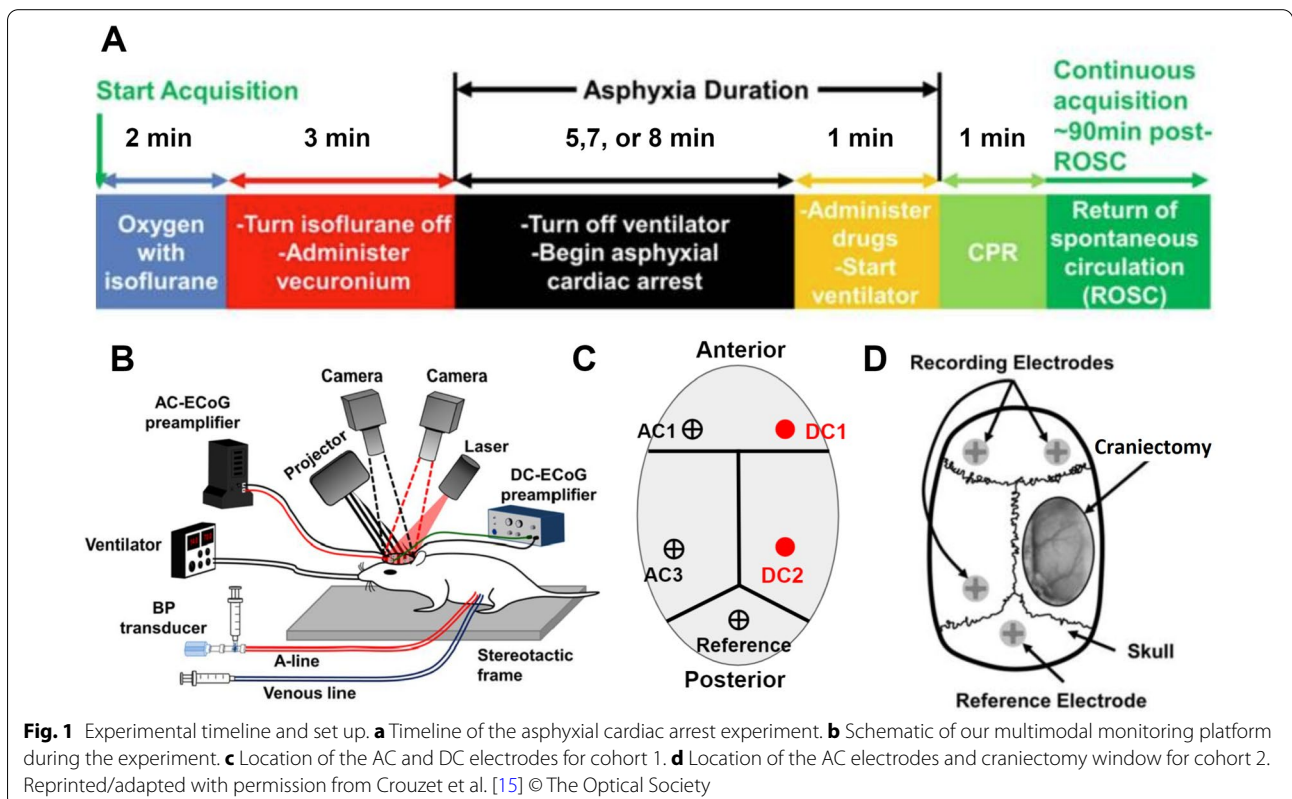 A
Start Acquisition
Asphyxia Duration
Continuous
acquisition
~90min post-
ROSC
2 min
3 min
5,7, or 8 min
1 min
1 min
Oxygen
with
isoflurane
-Turn isoflurane off
-Administer
vecuronium
-Turn off ventilator
-Begin asphyxial
cardiac arrest
-Administer
drugs
-Start
ventilator
CPR
Return of
spontaneous
circulation
(ROSC)
B
Camera
Camera
AC-ECoG
preamplifier
Projector
Laser
DC-ECoG
preamplifier
Ventilator
BP
transducer
A-line
Venous line
Stereotactic
frame
C
Anterior
AC1
DC1
AC3
DC2
Reference
Posterior
D
Recording Electrodes
Craniectomy
Skull
Reference Electrode
Fig. 1 Experimental timeline and set up. a Timeline of the asphyxial cardiac arrest experiment. b Schematic of our multimodal monitoring platform
during the experiment. c Location of the AC and DC electrodes for cohort 1. d Location of the AC electrodes and craniectomy window for cohort 2.
Reprinted/adapted with permission from Crouzet et al. [15] © The Optical Society